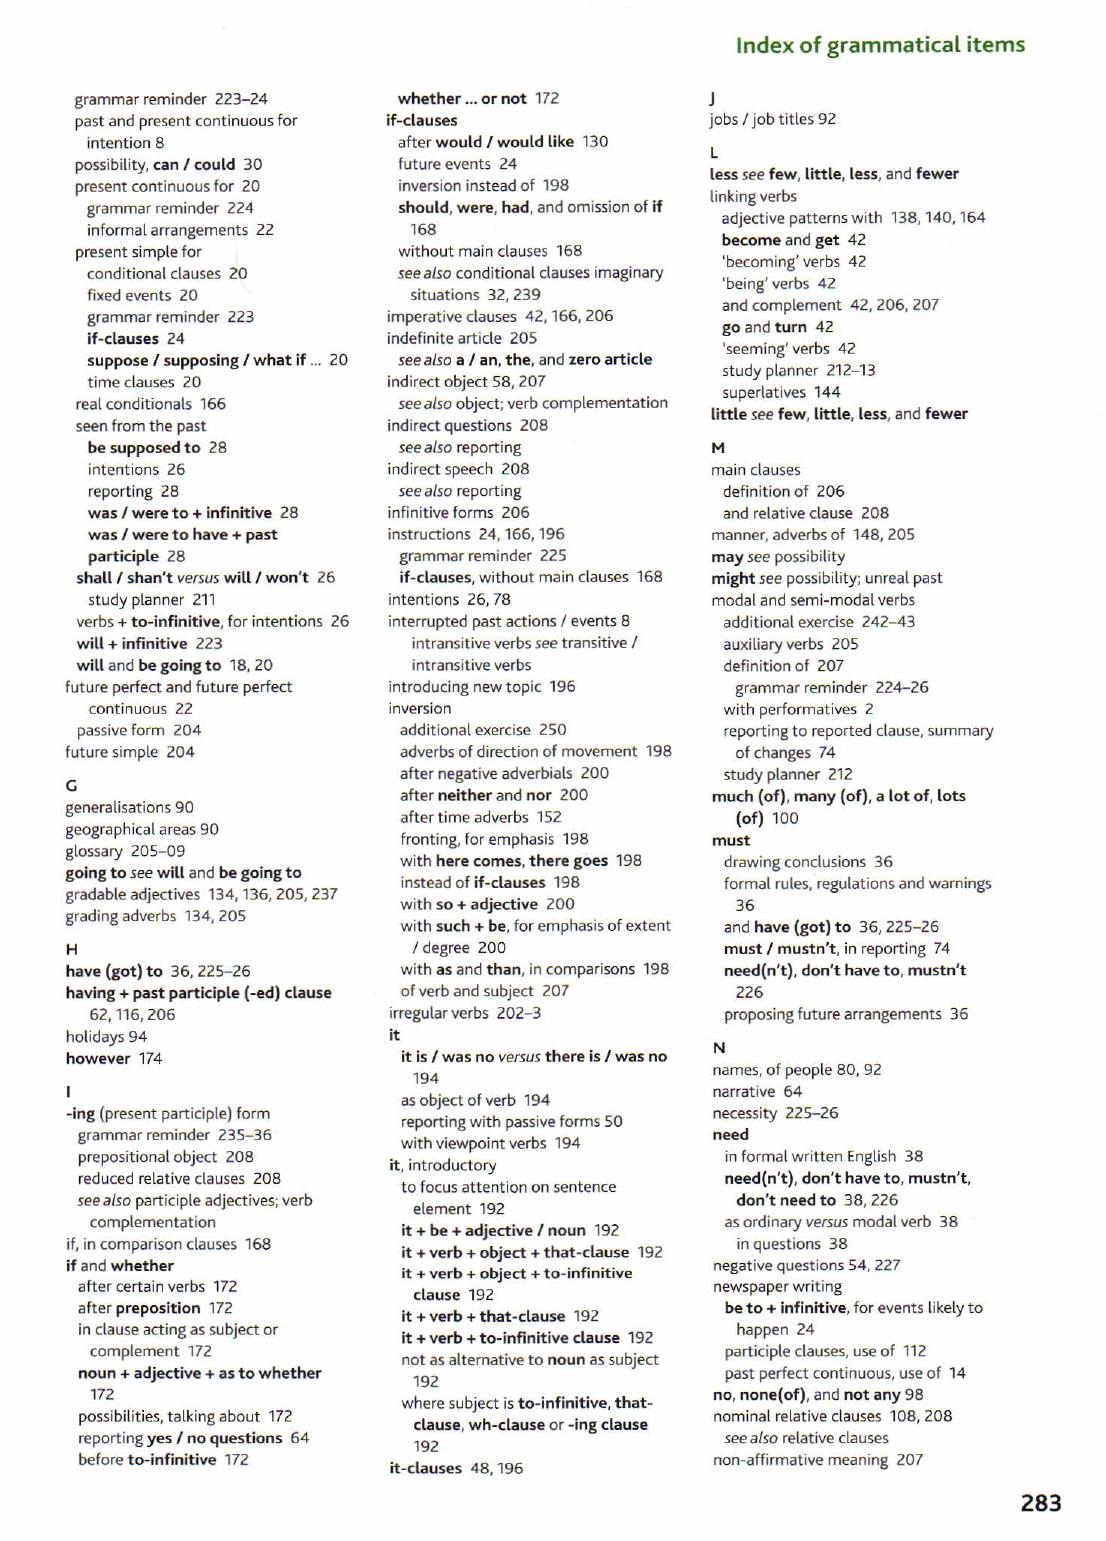 Index of grammatical items
grammar reminder 223–24
past and present continuous for
intention 8
possibility, can / could 30
present continuous for 20
grammar reminder 224
informal arrangements 22
present simple for
conditional clauses 20
fixed events 20
grammar reminder 223
if-clauses 24
suppose / supposing / what if ... 20
time clauses 20
real conditionals 166
seen from the past
be supposed to 28
intentions 26
reporting 28
was / were to + infinitive 28
was / were to have + past
participle 28
shall / shan't versus will / won't 26
study planner 211
verbs + to-infinitive, for intentions 26
will + infinitive 223
will and be going to 18, 20
future perfect and future perfect
continuous 22
passive form 204
future simple 204
G
generalisations 90
geographical areas 90
glossary 205–09
going to see will and be going to
gradable adjectives 134, 136, 205, 237
grading adverbs 134, 205
H
have (got) to 36, 225–26
having + past participle (-ed) clause
62, 116, 206
holidays 94
however 174
I
-ing (present participle) form
grammar reminder 235–36
prepositional object 208
reduced relative clauses 208
see also participle adjectives; verb
complementation
if, in comparison clauses 168
if and whether
after certain verbs 172
after preposition 172
in clause acting as subject or
complement 172
noun + adjective + as to whether
172
possibilities, talking about 172
reporting yes / no questions 64
before to-infinitive 172
whether ... or not 172
if-clauses
after would / would like 130
future events 24
inversion instead of 198
should, were, had, and omission of if
168
without main clauses 168
see also conditional clauses imaginary
situations 32, 239
imperative clauses 42, 166, 206
indefinite article 205
see also a / an, the, and zero article
indirect object 58, 207
see also object; verb complementation
indirect questions 208
see also reporting
indirect speech 208
see also reporting
infinitive forms 206
instructions 24, 166, 196
grammar reminder 225
if-clauses, without main clauses 168
intentions 26, 78
interrupted past actions / events 8
intransitive verbs see transitive /
intransitive verbs
introducing new topic 196
inversion
additional exercise 250
adverbs of direction of movement 198
after negative adverbials 200
after neither and nor 200
after time adverbs 152
fronting, for emphasis 198
with here comes, there goes 198
instead of if-clauses 198
with so + adjective 200
with such + be, for emphasis of extent
/ degree 200
with as and than, in comparisons 198
of verb and subject 207
irregular verbs 202–3
it
it is / was no versus there is / was no
194
as object of verb 194
reporting with passive forms 50
with viewpoint verbs 194
it, introductory
to focus attention on sentence
element 192
it + be + adjective / noun 192
it + verb + object + that-clause 192
it + verb + object + to-infinitive
clause 192
it + verb + that-clause 192
it + verb + to-infinitive clause 192
not as alternative to noun as subject
192
where subject is to-infinitive, that-
clause, wh-clause or -ing clause
192
it-clauses 48, 196
J
jobs / job titles 92
L
less see few, little, less, and fewer
linking verbs
adjective patterns with 138, 140, 164
become and get 42
'becoming' verbs 42
'being' verbs 42
and complement 42, 206, 207
go and turn 42
'seeming' verbs 42
study planner 212–13
superlatives 144
little see few, little, less, and fewer
M
main clauses
definition of 206
and relative clause 208
manner, adverbs of 148, 205
may see possibility
might see possibility; unreal past
modal and semi-modal verbs
additional exercise 242–43
auxiliary verbs 205
definition of 207
grammar reminder 224–26
with performatives 2
reporting to reported clause, summary
of changes 74
study planner 212
much (of), many (of), a lot of, lots
(of) 100
must
drawing conclusions 36
formal rules, regulations and warnings
36
and have (got) to 36, 225–26
must / mustn't, in reporting 74
need(n't), don't have to, mustn't
226
proposing future arrangements 36
N
names, of people 80, 92
narrative 64
necessity 225–26
need
in formal written English 38
need(n't), don't have to, mustn't,
don't need to 38, 226
as ordinary versus modal verb 38
in questions 38
negative questions 54, 227
newspaper writing
be to + infinitive, for events likely to
happen 24
participle clauses, use of 112
past perfect continuous, use of 14
no, none(of), and not any 98
nominal relative clauses 108, 208
see also relative clauses
non-affirmative meaning 207
283